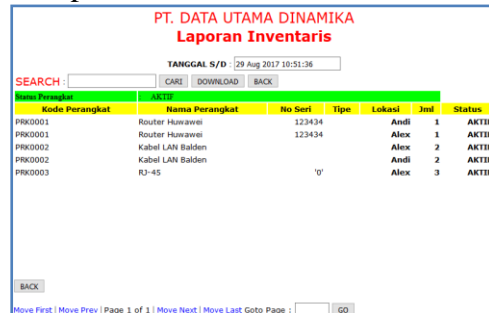 PT. DATA UTAMA DINAMIKA
Laporan Inventaris
TANGGAL S/D : 29 Aug 2017 10:51:36
SEARCH : CARI DOWNLOAD BACK
Status Perangkat AKTIF
Kode Perangkat Nama Perangkat No Seri Tipe Lokasi Jml Status
PRK0001 Router Huwawei 123434 Andi 1 AKTIF
PRK0001 Router Huwawei 123434 Alex 1 AKTIF
PRK0002 Kabel LAN Balden Alex 2 AKTIF
PRK0002 Kabel LAN Balden Andi 2 AKTIF
PRK0003 RJ-45 '0' Alex 3 AKTIF
BACK
Move First | Move Prev | Page 1 of 1 | Move Next | Move Last Goto Page : GO